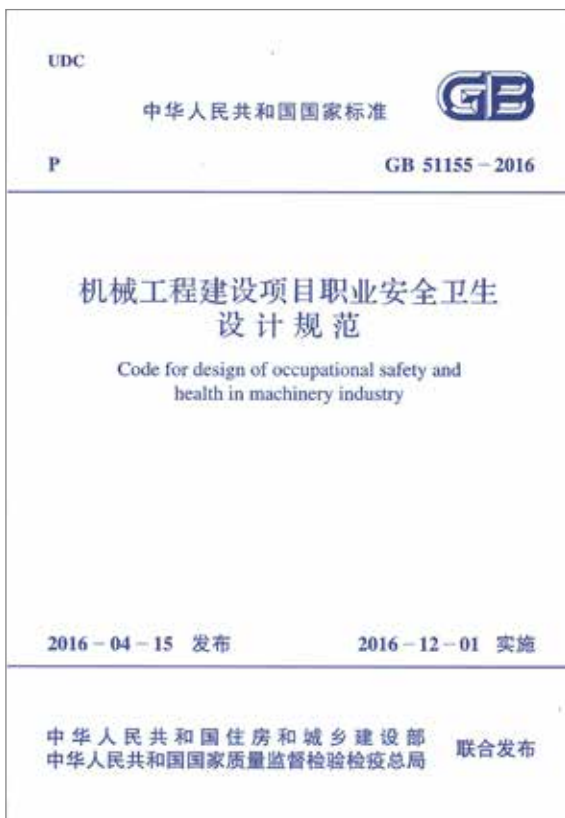 UDC
中华人民共和国国家标准
GB
P
GB 51155-2016
机械工程建设项目职业安全卫生
设计规范
Code for design of occupational safety and
health in machinery industry
2016-04-15 发布
2016-12-01 实施
中华人民共和国住房和城乡建设部
中华人民共和国国家质量监督检验检疫总局
联合发布